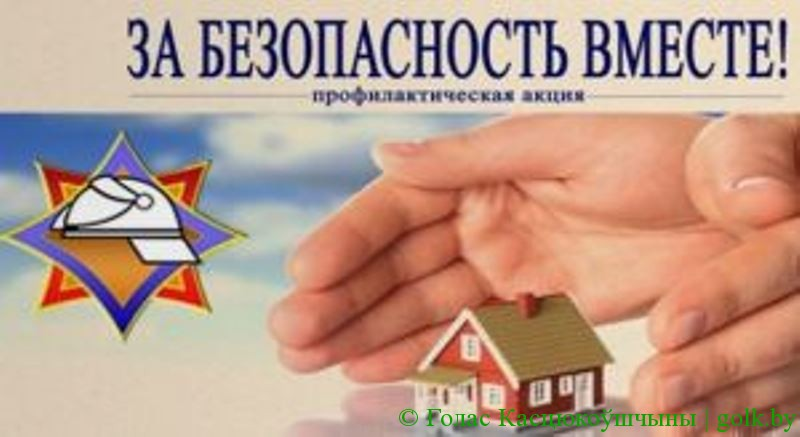 ЗА БЕЗОПАСНОСТЬ ВМЕСТЕ!
профилактическая акция
© Голас Касцюкоўшчыны | golk.by